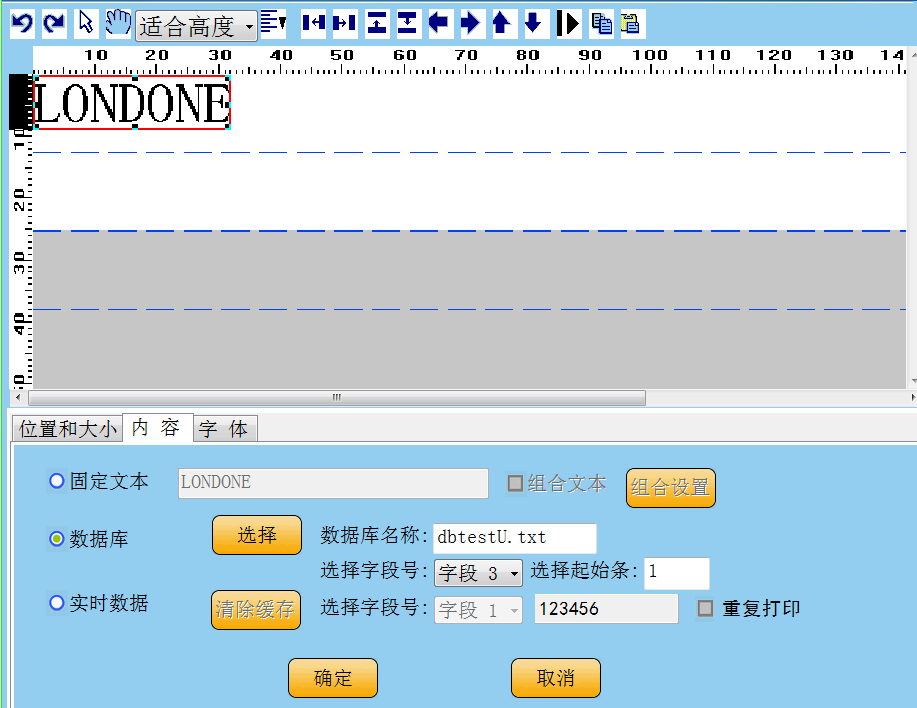 适合高度
10 20 30 40 50 60 70 80 90 100 110 120 130 14
LONDONE
10
20
30
40
位置和大小 内 容 字 体
固定文本 LONDONE 组合文本 组合设置
数据库 选择 数据库名称: dbtestU.txt
选择字段号: 字段 3 选择起始条: 1
实时数据 清除缓存 选择字段号: 字段 1 123456 重复打印
确定 取消